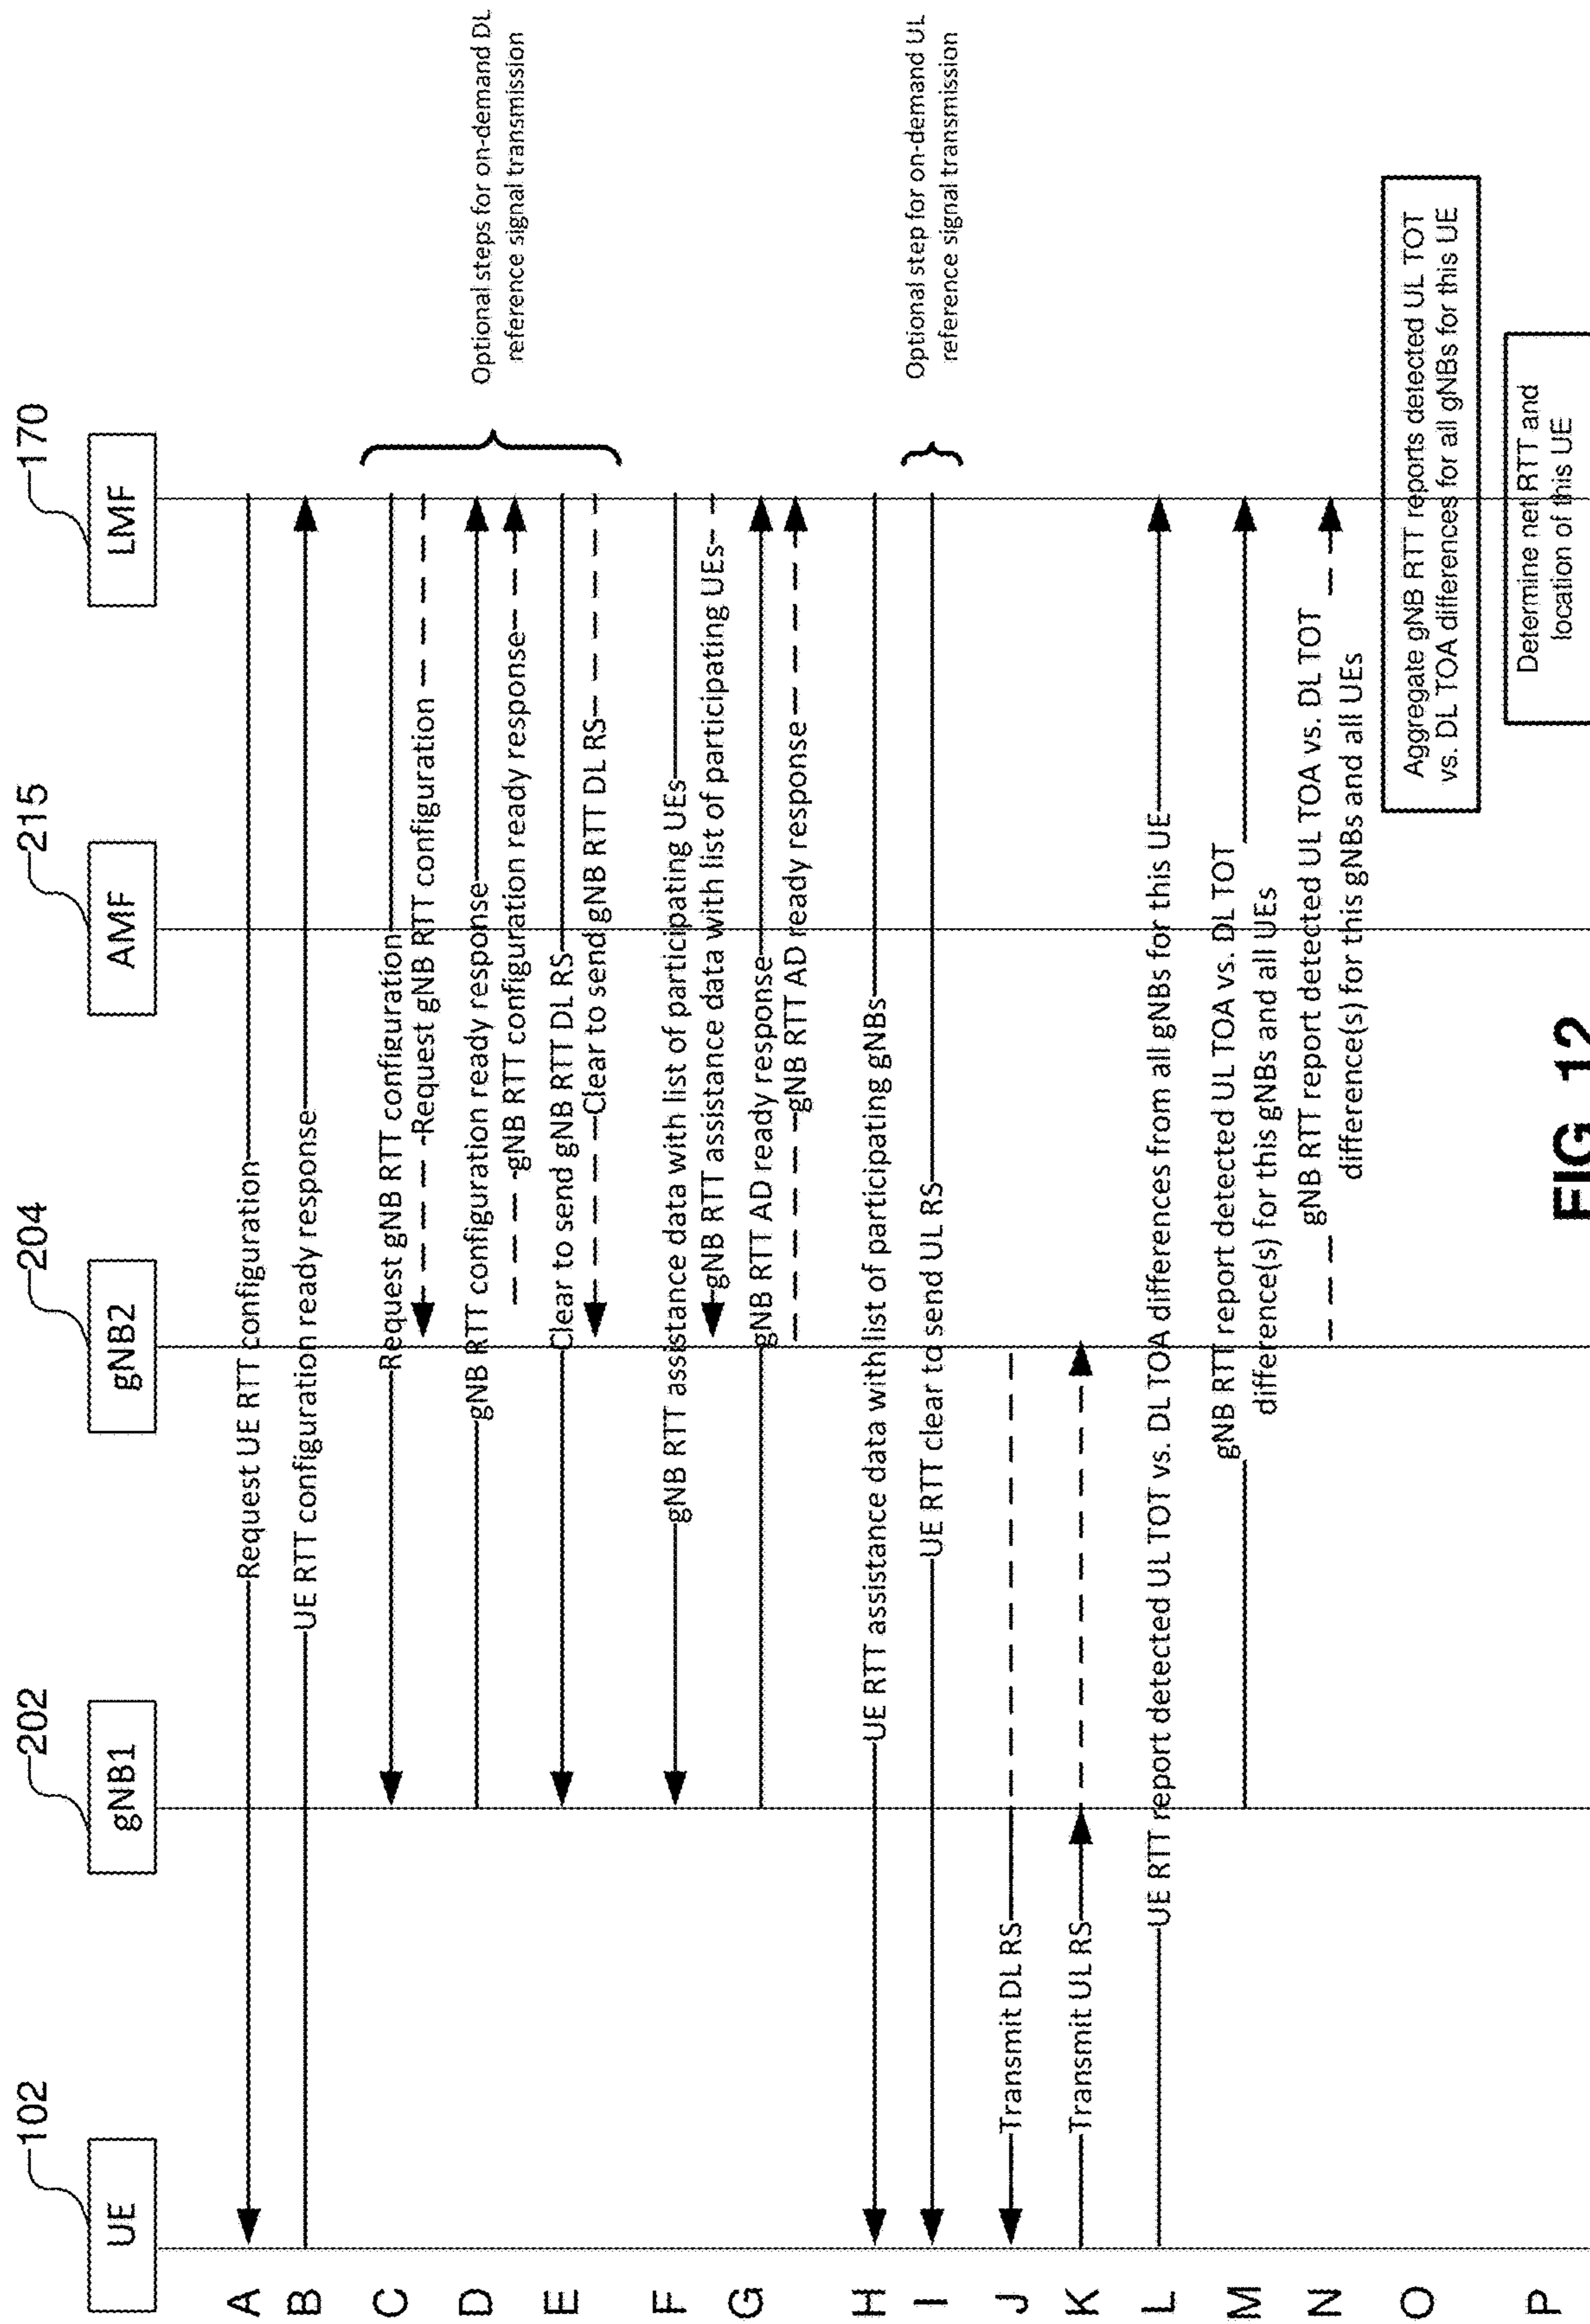 102
202
204
215
170
UE
gNB1
gNB2
AMF
LMF
A
Request UE RTT configuration
B
UE RTT configuration ready response
C
Request gNB RTT configuration
Request gNB RTT configuration
D
gNB RTT configuration ready response
gNB RTT configuration ready response
E
Clear to send gNB RTT DL RS
Clear to send gNB RTT DL RS
Optional steps for on-demand DL
reference signal transmission
F
gNB RTT assistance data with list of participating UEs
gNB RTT assistance data with list of participating UEs
G
gNB RTT AD ready response
gNB RTT AD ready response
H
UE RTT assistance data with list of participating gNBs
I
UE RTT clear to send UL RS
Optional step for on-demand UL
reference signal transmission
J
Transmit DL RS
K
Transmit UL RS
L
UE RTT report detected UL TOT vs. DL TOA differences from all gNBs for this UE
M
gNB RTT report detected UL TOA vs. DL TOT
difference(s) for this gNBs and all UEs
N
gNB RTT report detected UL TOA vs. DL TOT
difference(s) for this gNBs and all UEs
O
Aggregate gNB RTT reports detected UL TOT
vs. DL TOA differences for all gNBs for this UE
P
Determine net RTT and
location of this UE
FIG. 12